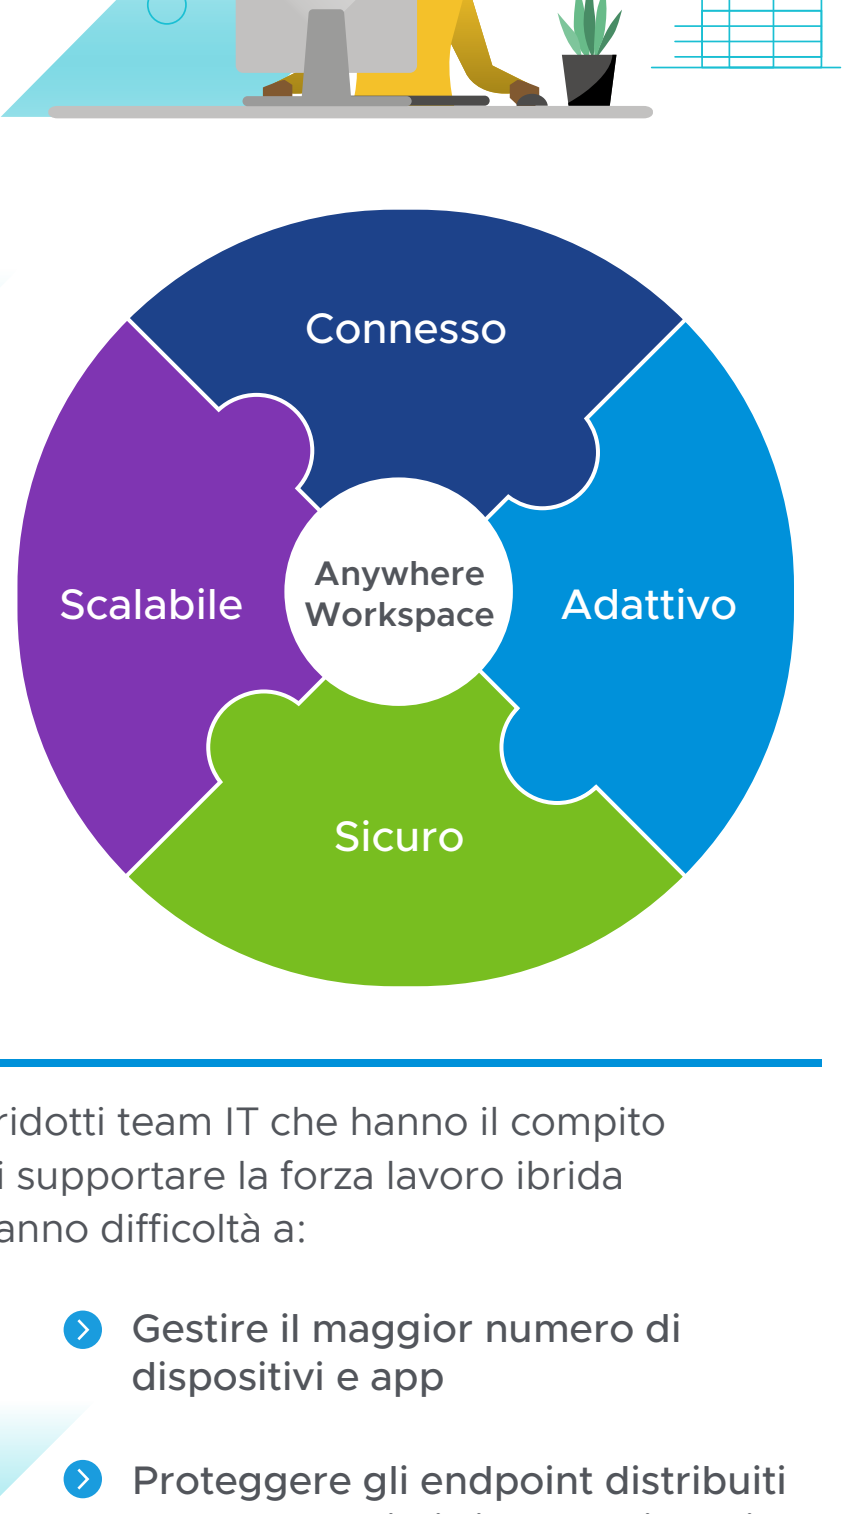 Connesso
Scalabile
Anywhere
Workspace
Adattivo
Sicuro
ridotti team IT che hanno il compito
i supportare la forza lavoro ibrida
anno difficoltà a:
Gestire il maggior numero di
dispositivi e app
Proteggere gli endpoint distribuiti